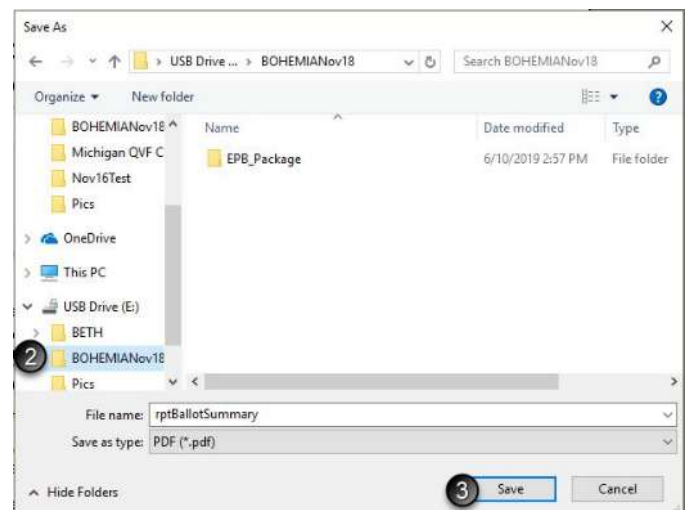 Save As
USB Drive ... > BOHEMIANov18
Search BOHEMIANov18
Organize
New folder
?
BOHEMIANov18
Michigan QVF C
Nov16Test
Pics
OneDrive
This PC
USB Drive (E:)
BETH
2
BOHEMIANov18
Pics
Name
Date modified
Type
EPB_Package
6/10/2019 2:57 PM
File folder
File name: rptBallotSummary
Save as type: PDF (*.pdf)
Hide Folders
3
Save
Cancel